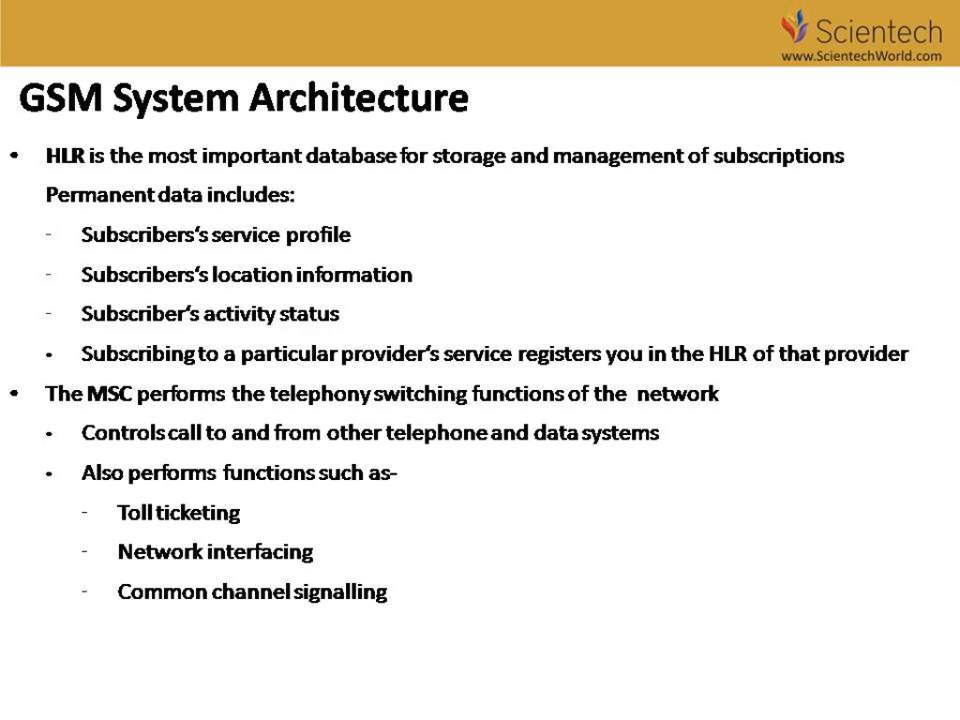 Scientech
www.ScientechWorld.com
GSM System Architecture
• HLR is the most important database for storage and management of subscriptions
Permanent data includes:
- Subscribers‘s service profile
- Subscribers‘s location information
- Subscriber‘s activity status
• Subscribing to a particular provider‘s service registers you in the HLR of that provider
• The MSC performs the telephony switching functions of the network
• Controls call to and from other telephone and data systems
• Also performs functions such as-
- Toll ticketing
- Network interfacing
- Common channel signalling